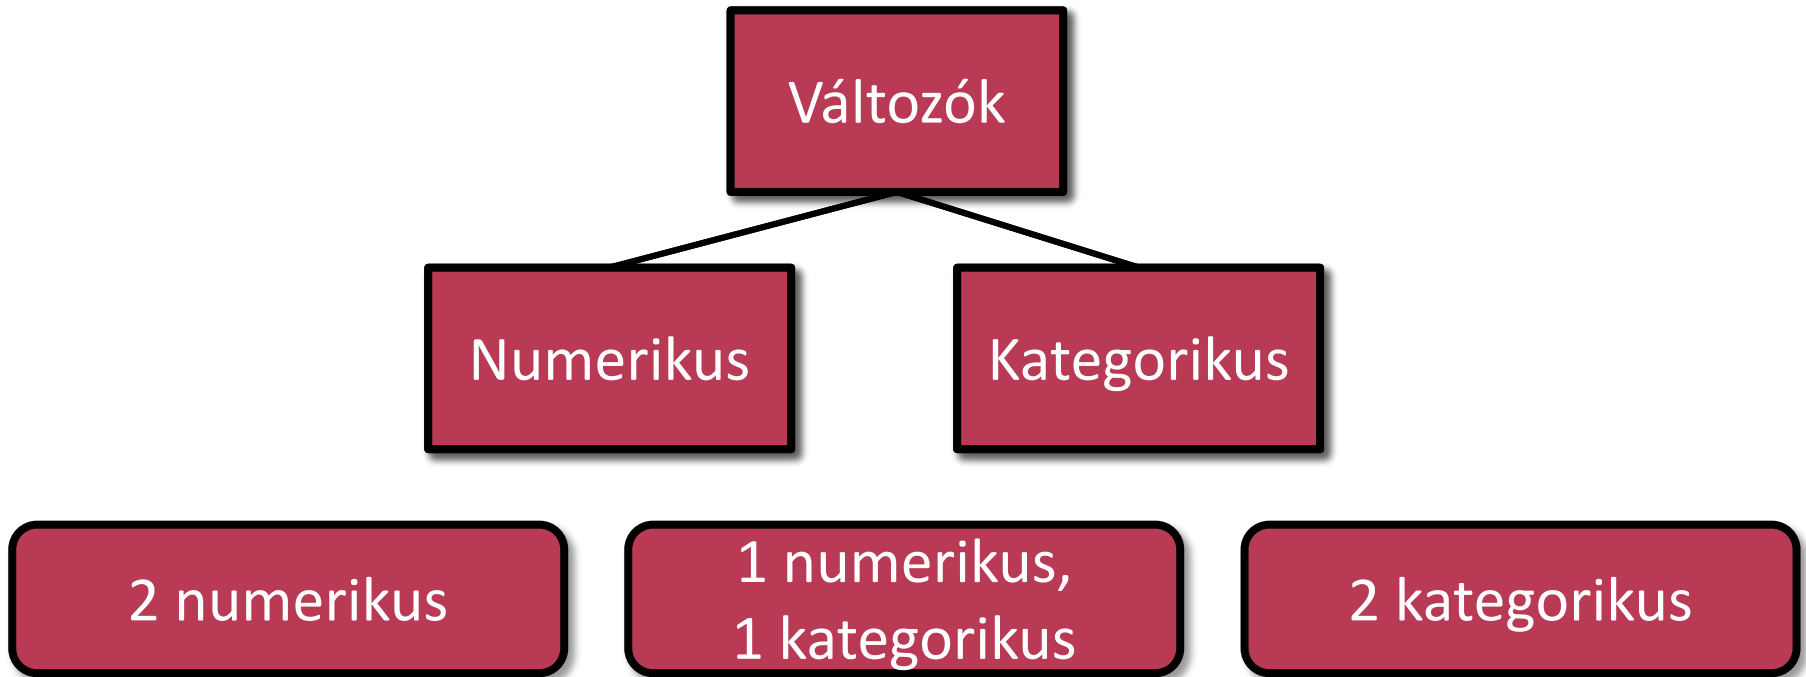 Változók
Numerikus
Kategorikus
2 numerikus
1 numerikus,
1 kategorikus
2 kategorikus